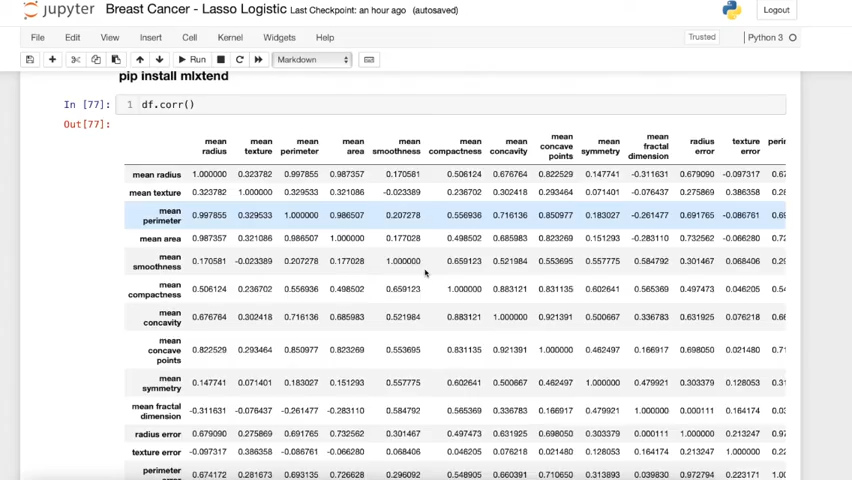 jupyter Breast Cancer - Lasso Logistic Last Checkpoint: an hour ago (autosaved) Logout
File Edit View Insert Cell Kernel Widgets Help Trusted Python 3
Run Markdown
pip install mlxtend
In [77]: 1 df.corr()
Out[77]:
mean radius mean texture mean perimeter mean area mean smoothness mean compactness mean concavity mean concave points mean symmetry mean fractal dimension radius error texture error
mean radius 1.000000 0.323782 0.997855 0.987357 0.170581 0.506124 0.676764 0.822529 0.147741 -0.311631 0.679090 -0.097317
mean texture 0.323782 1.000000 0.329533 0.321086 -0.023389 0.236702 0.302418 0.293464 0.071401 -0.076437 0.275869 0.386358
mean perimeter 0.997855 0.329533 1.000000 0.986507 0.207278 0.556936 0.716136 0.850977 0.183027 -0.261477 0.691765 -0.086761
mean area 0.987357 0.321086 0.986507 1.000000 0.177028 0.498502 0.685983 0.823269 0.151293 -0.283110 0.732562 -0.066280
mean smoothness 0.170581 -0.023389 0.207278 0.177028 1.000000 0.659123 0.521984 0.553695 0.557775 0.584792 0.301467 0.068406
mean compactness 0.506124 0.236702 0.556936 0.498502 0.659123 1.000000 0.883121 0.831135 0.602641 0.565369 0.497473 0.046205
mean concavity 0.676764 0.302418 0.716136 0.685983 0.521984 0.883121 1.000000 0.921391 0.500667 0.336783 0.631925 0.076218
mean concave points 0.822529 0.293464 0.850977 0.823269 0.553695 0.831135 0.921391 1.000000 0.462497 0.166917 0.698050 0.021480
mean symmetry 0.147741 0.071401 0.183027 0.151293 0.557775 0.602641 0.500667 0.462497 1.000000 0.479921 0.303379 0.128053
mean fractal dimension -0.311631 -0.076437 -0.261477 -0.283110 0.584792 0.565369 0.336783 0.166917 0.479921 1.000000 0.000111 0.164174
radius error 0.679090 0.275869 0.691765 0.732562 0.301467 0.497473 0.631925 0.698050 0.303379 0.000111 1.000000 0.213247
texture error -0.097317 0.386358 -0.086761 -0.066280 0.068406 0.046205 0.076218 0.021480 0.128053 0.164174 0.213247 1.000000
perimeter error 0.674172 0.281673 0.693135 0.726628 0.296092 0.548905 0.660391 0.710650 0.313893 0.039830 0.972794 0.223171